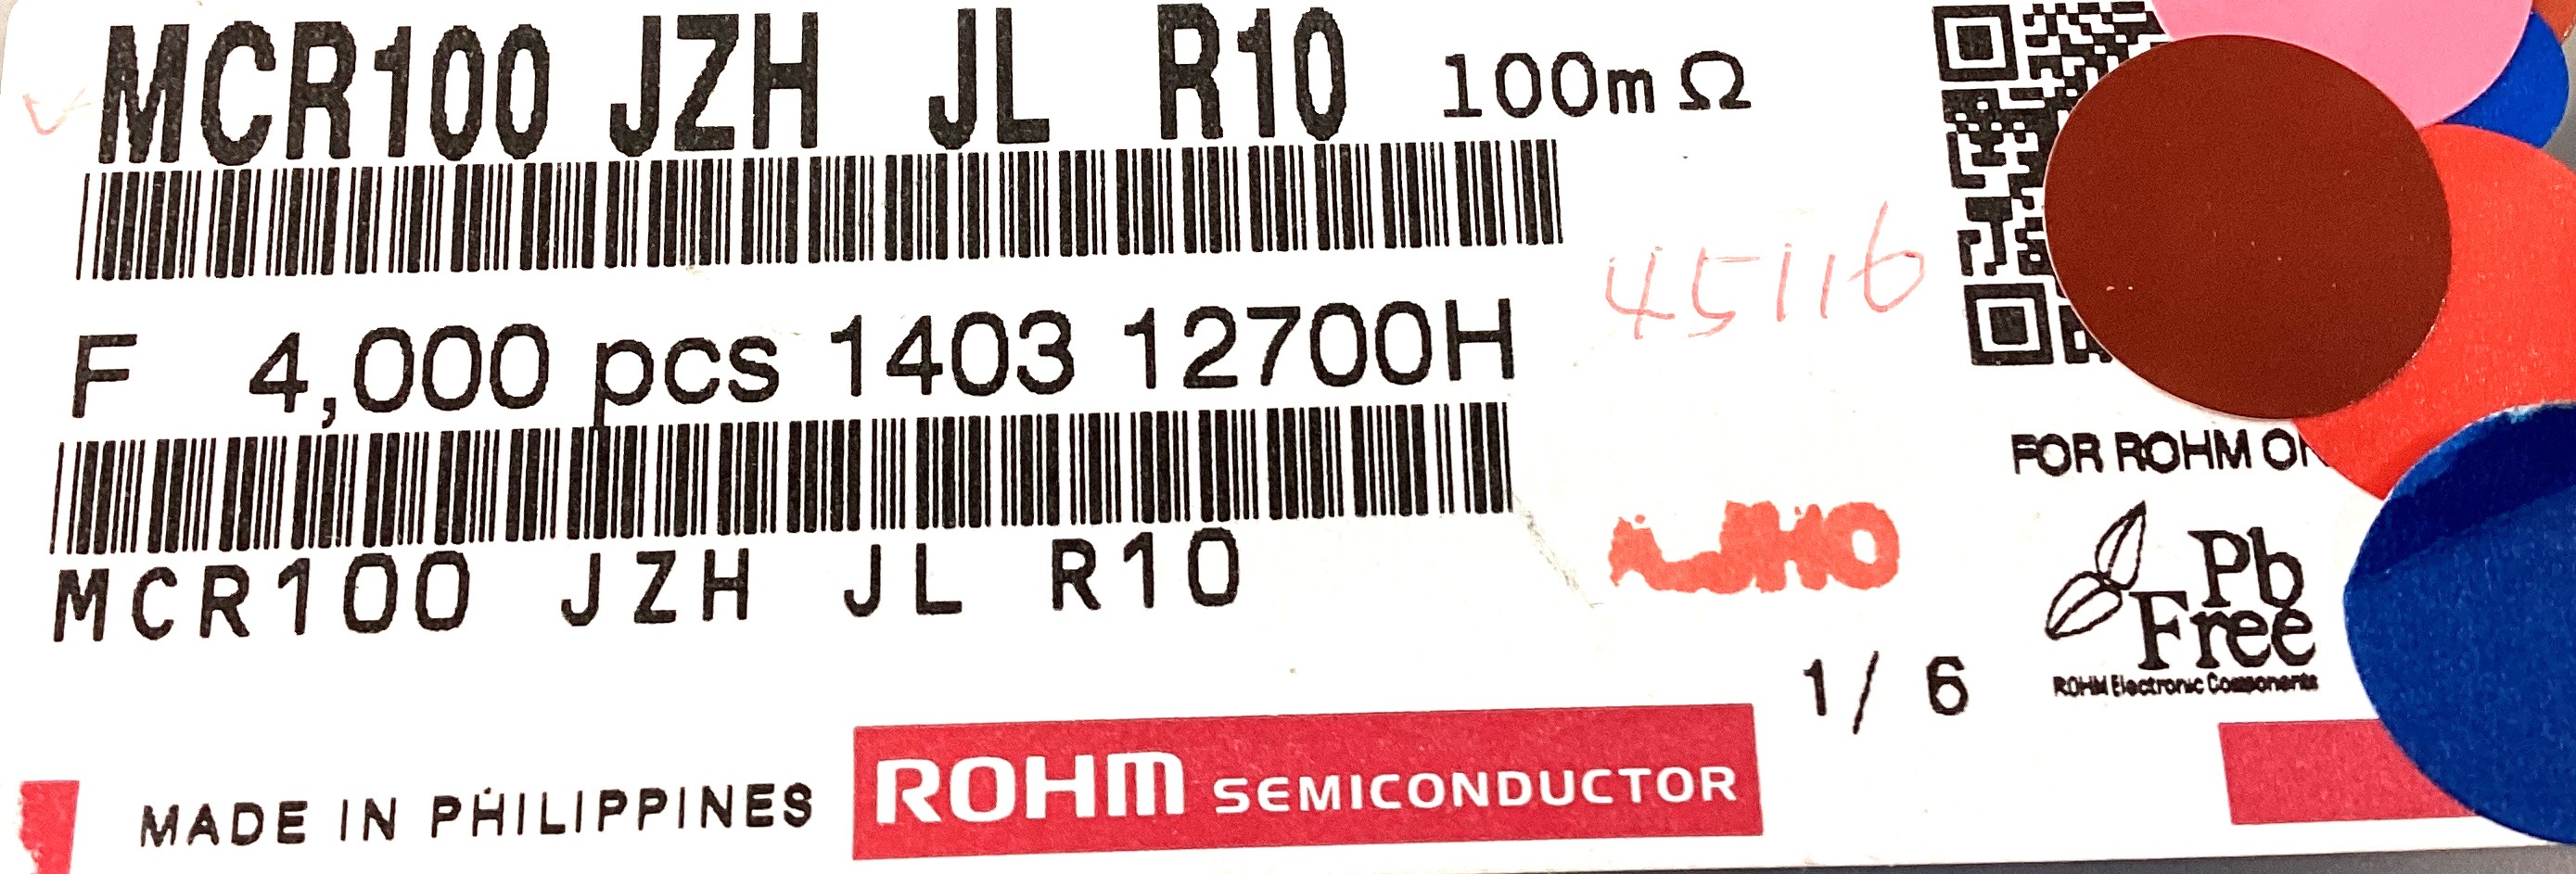 MCR100 JZH JL R10 100mΩ
45116
F 4,000 pcs 1403 12700H
FOR ROHM
MCR100 JZH JL R10
Pb
Free
ROHM Electronic Components
1/ 6
MADE IN PHILIPPINES
ROHM SEMICONDUCTOR